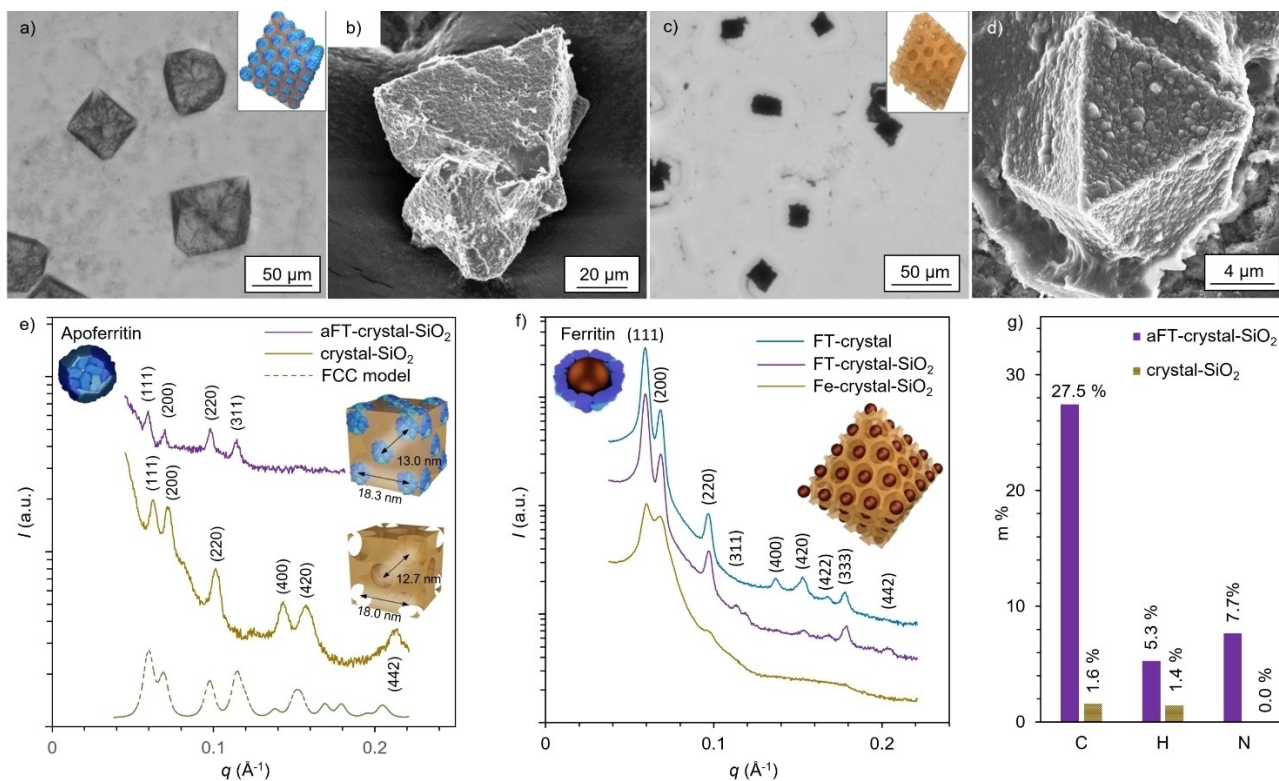 a)
50 µm
b)
20 µm
c)
50 µm
d)
4 µm
e)
Apoferritin
aFT-crystal-SiO₂
crystal-SiO₂
FCC model
(111)
(200)
(220)
(311)
13.0 nm
18.3 nm
(111)
(200)
(220)
(400)
(420)
(442)
12.7 nm
18.0 nm
I (a.u.)
0 0.1 0.2
q (Å⁻¹)
f)
Ferritin
FT-crystal
FT-crystal-SiO₂
Fe-crystal-SiO₂
(111)
(200)
(220)
(311)
(400)
(420)
(422)
(333)
(442)
I (a.u.)
0 0.1 0.2
q (Å⁻¹)
g)
aFT-crystal-SiO₂
crystal-SiO₂
m %
30
20
10
0
27.5 %
1.6 %
5.3 %
1.4 %
7.7%
0.0 %
C H N